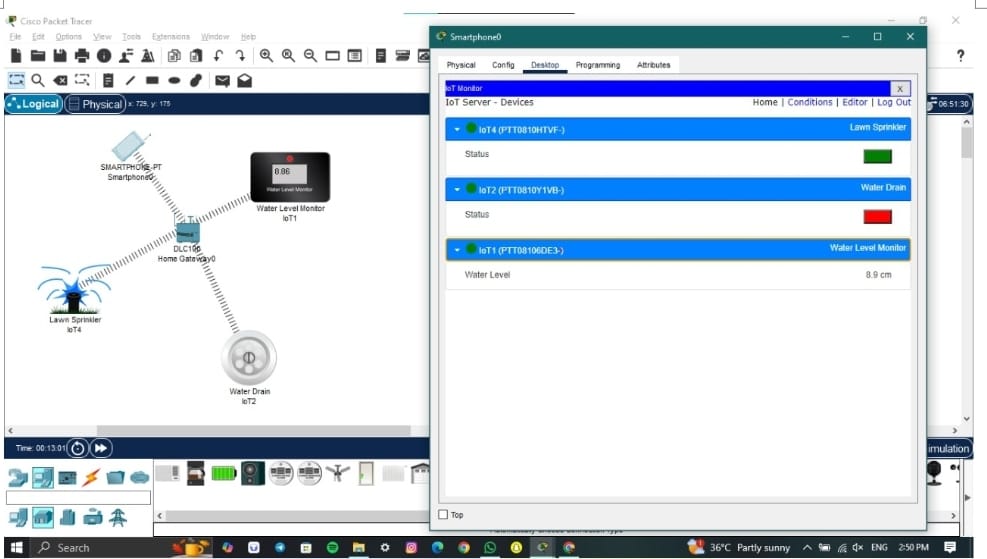 Cisco Packet Tracer
File Edit Options View Tools Extensions Window Help
Logical Physical x: 729, y: 175
06:51:30
SMARTPHONE-PT
Smartphone0
8.86
Water Level Monitor
Water Level Monitor
IoT1
DLC100
Home Gateway0
Lawn Sprinkler
IoT4
Water Drain
IoT2
Smartphone0
Physical Config Desktop Programming Attributes
IoT Monitor X
IoT Server - Devices Home | Conditions | Editor | Log Out
IoT4 (PTT0810HTVF-) Lawn Sprinkler
Status
IoT2 (PTT0810Y1VB-) Water Drain
Status
IoT1 (PTT08106DE3-) Water Level Monitor
Water Level 8.9 cm
Top
Time: 00:13:01
imulation
Search
36°C Partly sunny ENG 2:50 PM